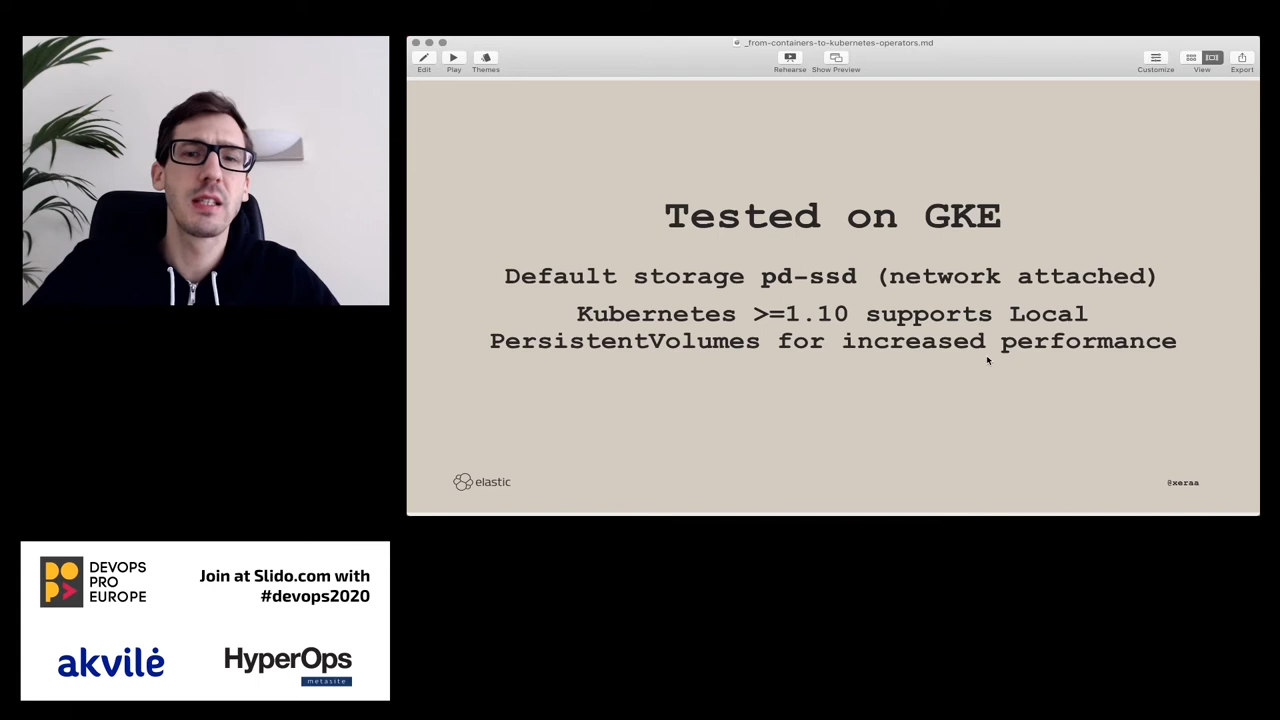 _from-containers-to-kubernetes-operators.md
Edit
Play
Themes
Rehearse
Show Preview
Customize
View
Export
Tested on GKE
Default storage pd-ssd (network attached)
Kubernetes >=1.10 supports Local
PersistentVolumes for increased performance
elastic
@xeraa
DEVOPS
PRO
EUROPE
Join at Slido.com with
#devops2020
akvilė
HyperOps
metasite